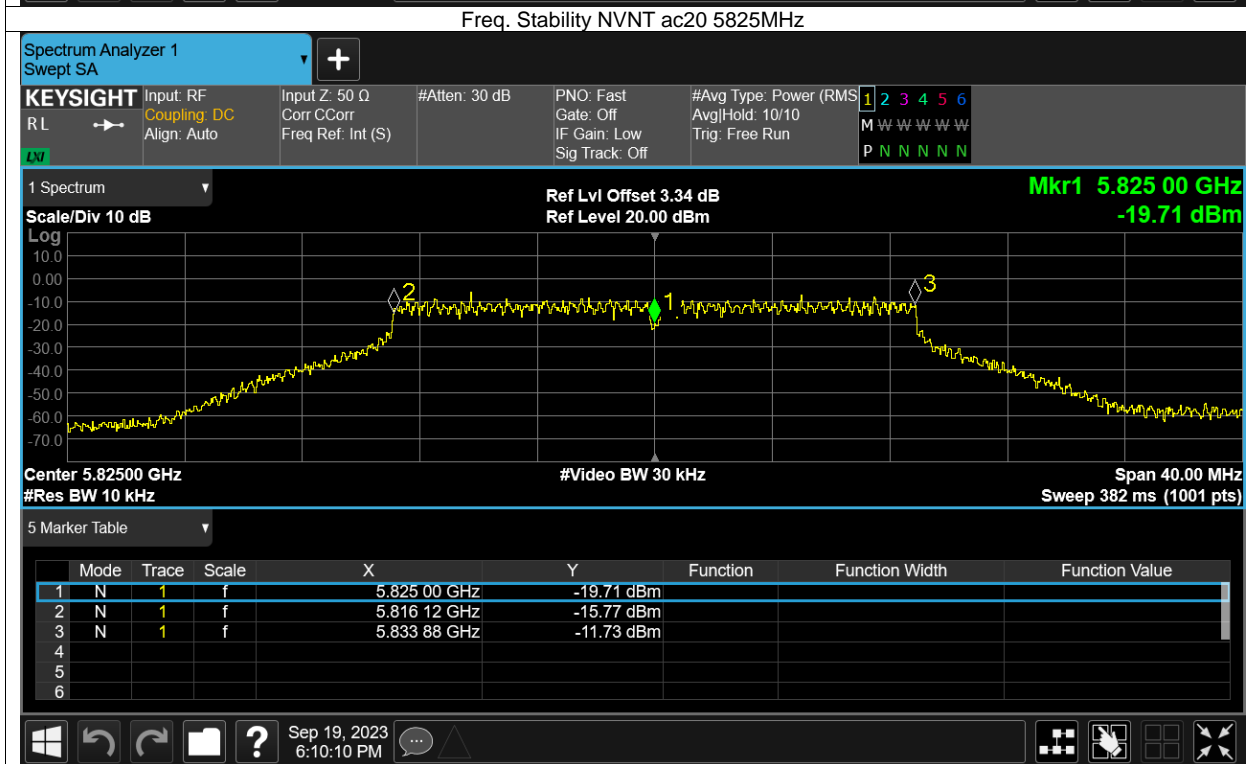 Freq. Stability NVNT ac20 5825MHz
Spectrum Analyzer 1
Swept SA
+
KEYSIGHT Input: RF Input Z: 50 Ω #Atten: 30 dB PNO: Fast #Avg Type: Power (RMS 1 2 3 4 5 6
R L Coupling: DC Corr CCorr Gate: Off Avg|Hold: 10/10 M W W W W W
Align: Auto Freq Ref: Int (S) IF Gain: Low Trig: Free Run
LXI Sig Track: Off P N N N N N N
1 Spectrum Ref Lvl Offset 3.34 dB Mkr1 5.825 00 GHz
Scale/Div 10 dB Ref Level 20.00 dBm -19.71 dBm
Log
10.0
0.00
-10.0
-20.0
-30.0
-40.0
-50.0
-60.0
-70.0
2 1 3
Center 5.82500 GHz #Video BW 30 kHz Span 40.00 MHz
#Res BW 10 kHz Sweep 382 ms (1001 pts)
5 Marker Table
Mode Trace Scale X Y Function Function Width Function Value
1 N 1 f 5.825 00 GHz -19.71 dBm
2 N 1 f 5.816 12 GHz -15.77 dBm
3 N 1 f 5.833 88 GHz -11.73 dBm
4
5
6
? Sep 19, 2023
6:10:10 PM